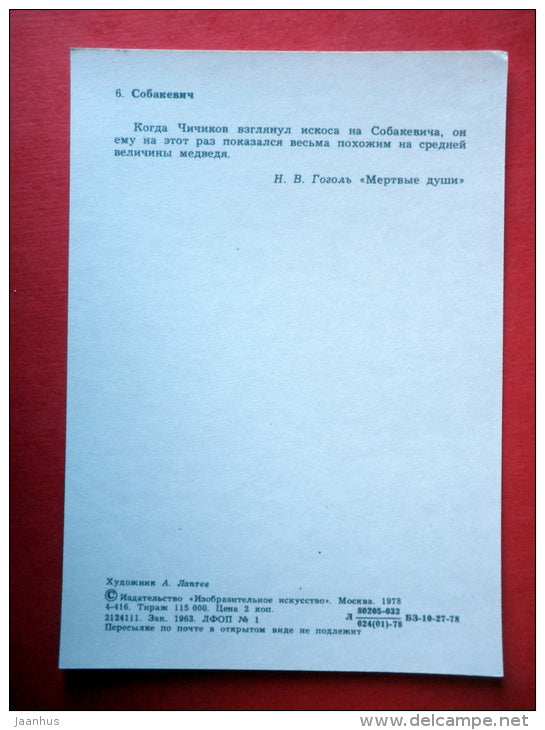 6. Собакевич
Когда Чичиков взглянул искоса на Собакевича, он
ему на этот раз показался весьма похожим на средней
величины медведя.
Н. В. Гоголь «Мертвые души»
Художник А. Лаптев
© Издательство «Изобразительное искусство». Москва. 1978
4-416. Тираж 115 000. Цена 2 коп.
2124111. Зак. 1963. ЛФОП № 1
Пересылке по почте в открытом виде не подлежит
Л 80205-033
024(01)-78 БЗ-10-27-78
Jaanhus
www.delcampe.net